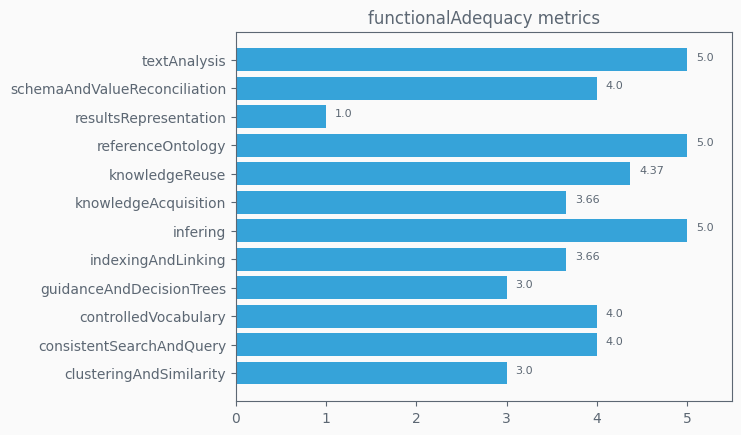 functionalAdequacy metrics
textAnalysis 5.0
schemaAndValueReconciliation 4.0
resultsRepresentation 1.0
referenceOntology 5.0
knowledgeReuse 4.37
knowledgeAcquisition 3.66
infering 5.0
indexingAndLinking 3.66
guidanceAndDecisionTrees 3.0
controlledVocabulary 4.0
consistentSearchAndQuery 4.0
clusteringAndSimilarity 3.0
0 1 2 3 4 5